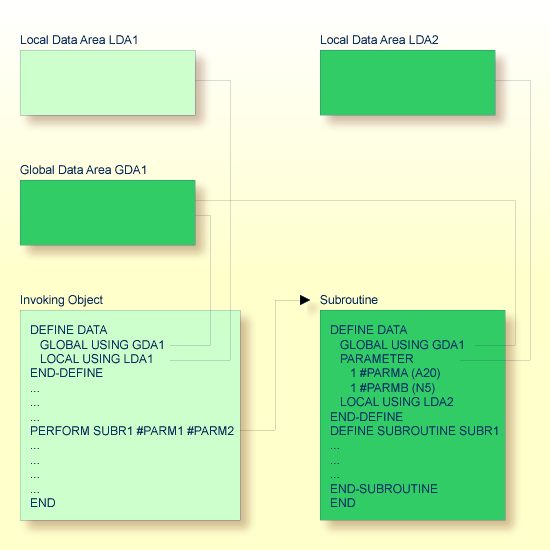 Local Data Area LDA1
Local Data Area LDA2
Global Data Area GDA1
Invoking Object
DEFINE DATA
GLOBAL USING GDA1
LOCAL USING LDA1
END-DEFINE
...
...
...
PERFORM SUBR1 #PARM1 #PARM2
...
...
...
...
END
Subroutine
DEFINE DATA
GLOBAL USING GDA1
PARAMETER
1 #PARMA (A20)
1 #PARMB (N5)
LOCAL USING LDA2
END-DEFINE
DEFINE SUBROUTINE SUBR1
...
...
...
END-SUBROUTINE
END